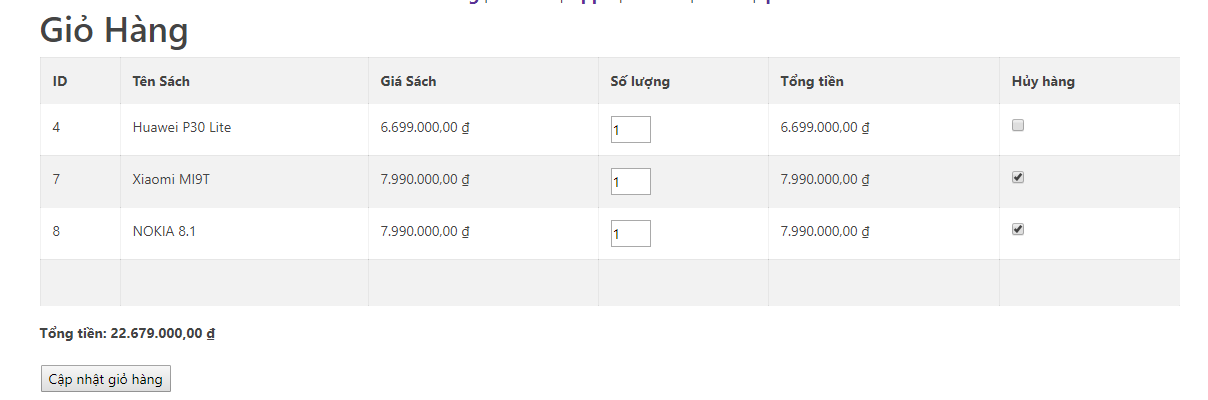 Giỏ Hàng
ID Tên Sách Giá Sách Số lượng Tổng tiền Hủy hàng
4 Huawei P30 Lite 6.699.000,00 ₫ 1 6.699.000,00 ₫
7 Xiaomi MI9T 7.990.000,00 ₫ 1 7.990.000,00 ₫
8 NOKIA 8.1 7.990.000,00 ₫ 1 7.990.000,00 ₫
Tổng tiền: 22.679.000,00 ₫
Cập nhật giỏ hàng